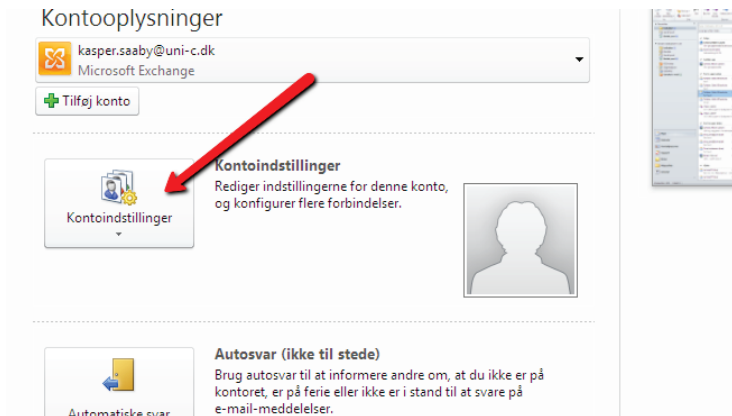 Kontooplysninger
kasper.saaby@uni-c.dk
Microsoft Exchange
Tilføj konto
Kontoindstillinger
Kontoindstillinger
Rediger indstillingerne for denne konto,
og konfigurer flere forbindelser.
Automatiske svar
Autosvar (ikke til stede)
Brug autosvar til at informere andre om, at du ikke er på
kontoret, er på ferie eller ikke er i stand til at svare på
e-mail-meddelelser.